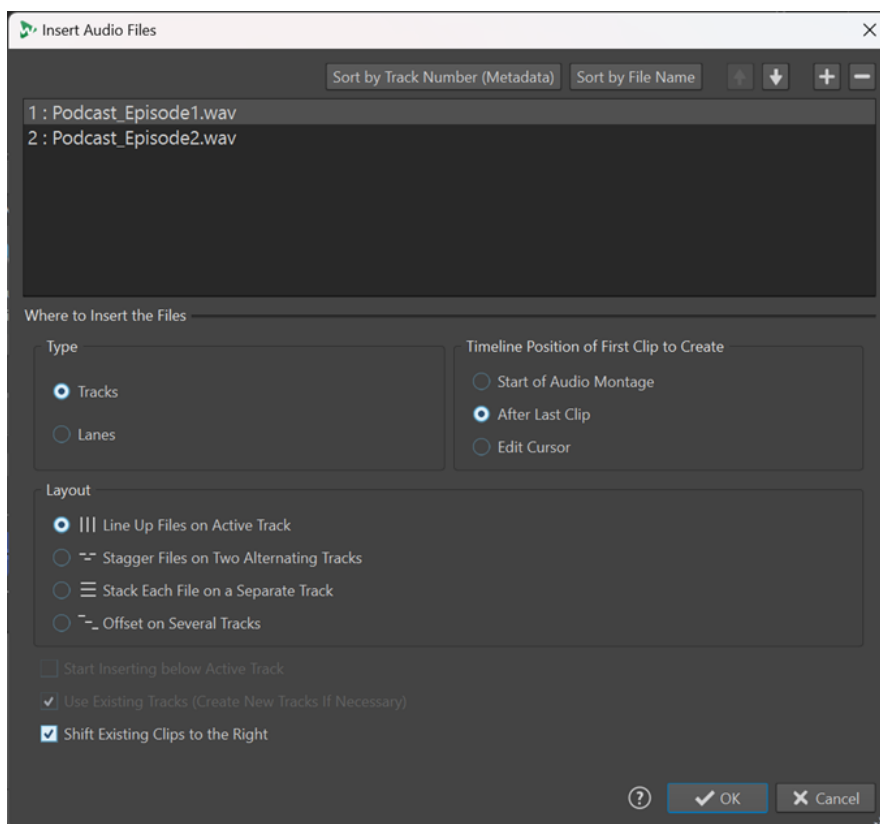 Insert Audio Files
Sort by Track Number (Metadata) Sort by File Name
1 : Podcast_Episode1.wav
2 : Podcast_Episode2.wav
Where to Insert the Files
Type
Tracks
Lanes
Timeline Position of First Clip to Create
Start of Audio Montage
After Last Clip
Edit Cursor
Layout
Line Up Files on Active Track
Stagger Files on Two Alternating Tracks
Stack Each File on a Separate Track
Offset on Several Tracks
Start Inserting below Active Track
Use Existing Tracks (Create New Tracks If Necessary)
Shift Existing Clips to the Right
? OK Cancel